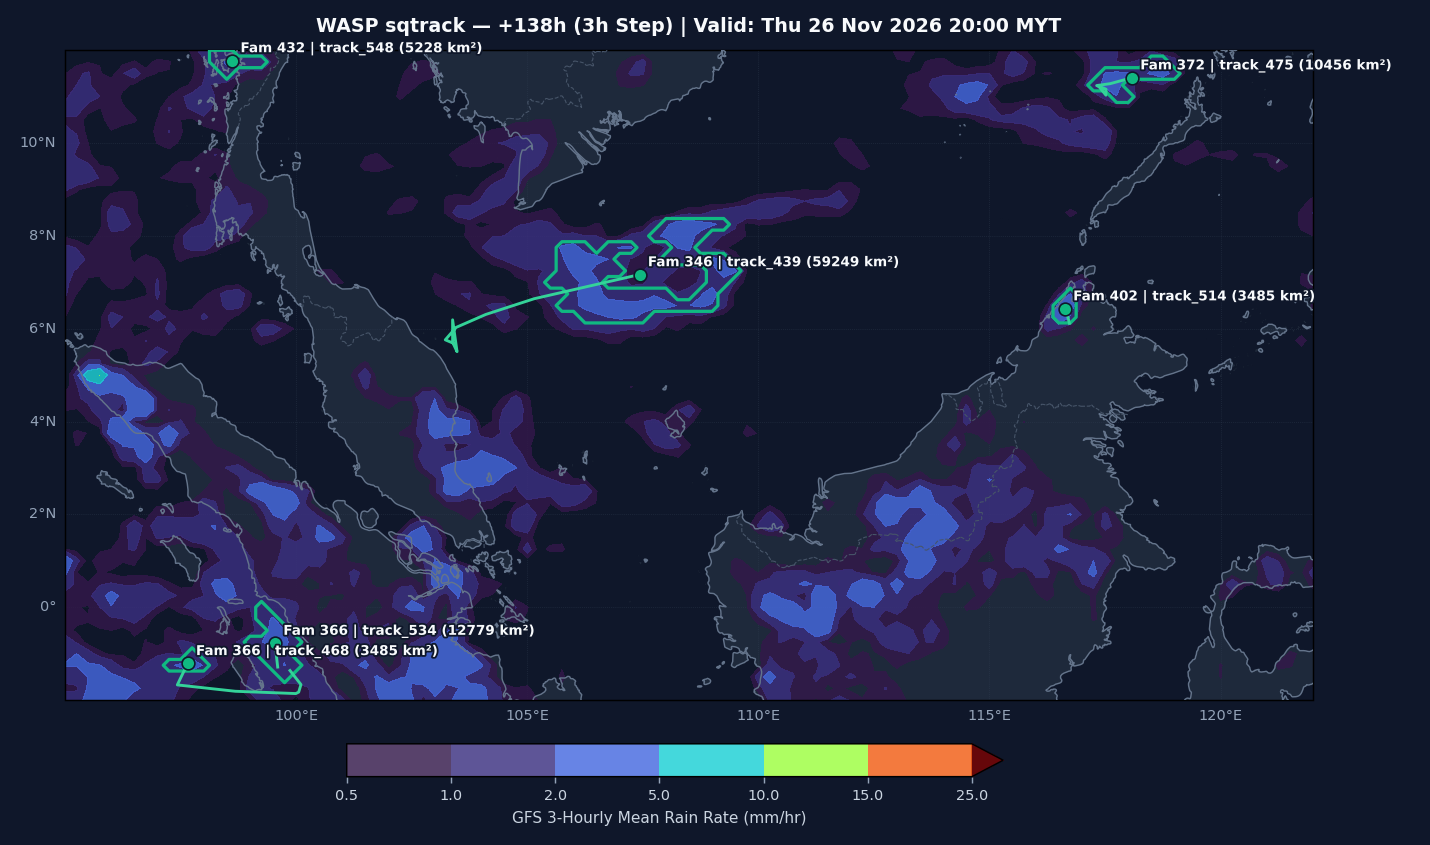 WASP sqtrack — +138h (3h Step) | Valid: Thu 26 Nov 2026 20:00 MYT
Fam 432 | track_548 (5228 km²)
Fam 372 | track_475 (10456 km²)
10°N
8°N
Fam 346 | track_439 (59249 km²)
Fam 402 | track_514 (3485 km²)
6°N
4°N
2°N
0°
Fam 366 | track_534 (12779 km²)
Fam 366 | track_468 (3485 km²)
100°E 105°E 110°E 115°E 120°E
0.5 1.0 2.0 5.0 10.0 15.0 25.0
GFS 3-Hourly Mean Rain Rate (mm/hr)